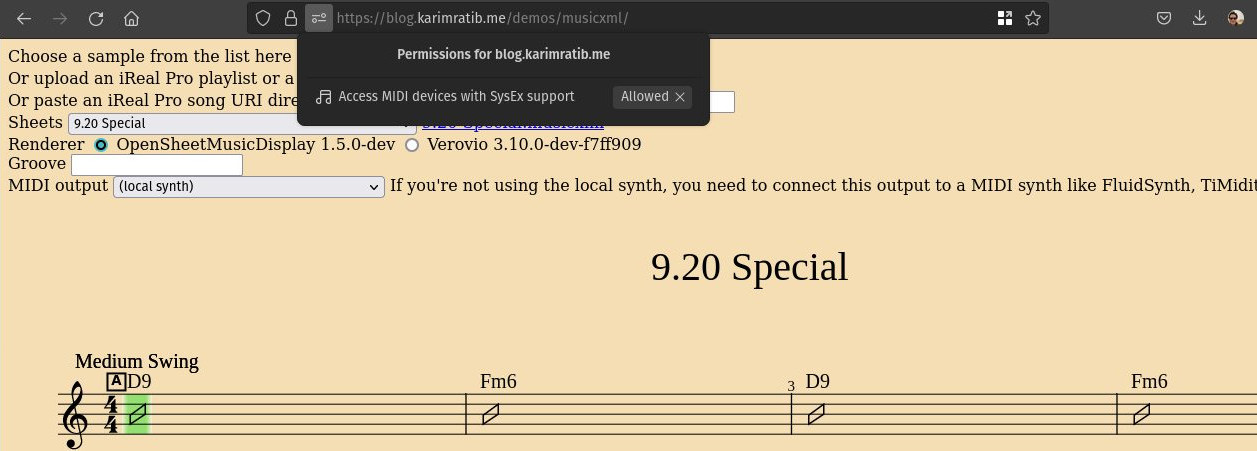 https://blog.karimratib.me/demos/musicxml/
Permissions for blog.karimratib.me
Access MIDI devices with SysEx support Allowed
Choose a sample from the list here
Or upload an iReal Pro playlist or a
Or paste an iReal Pro song URI
Sheets 9.20 Special
Renderer OpenSheetMusicDisplay 1.5.0-dev Verovio 3.10.0-dev-f7ff909
Groove
MIDI output (local synth) If you're not using the local synth, you need to connect this output to a MIDI synth like FluidSynth,
9.20 Special
Medium Swing
A D9 Fm6 3 D9 Fm6
4
4